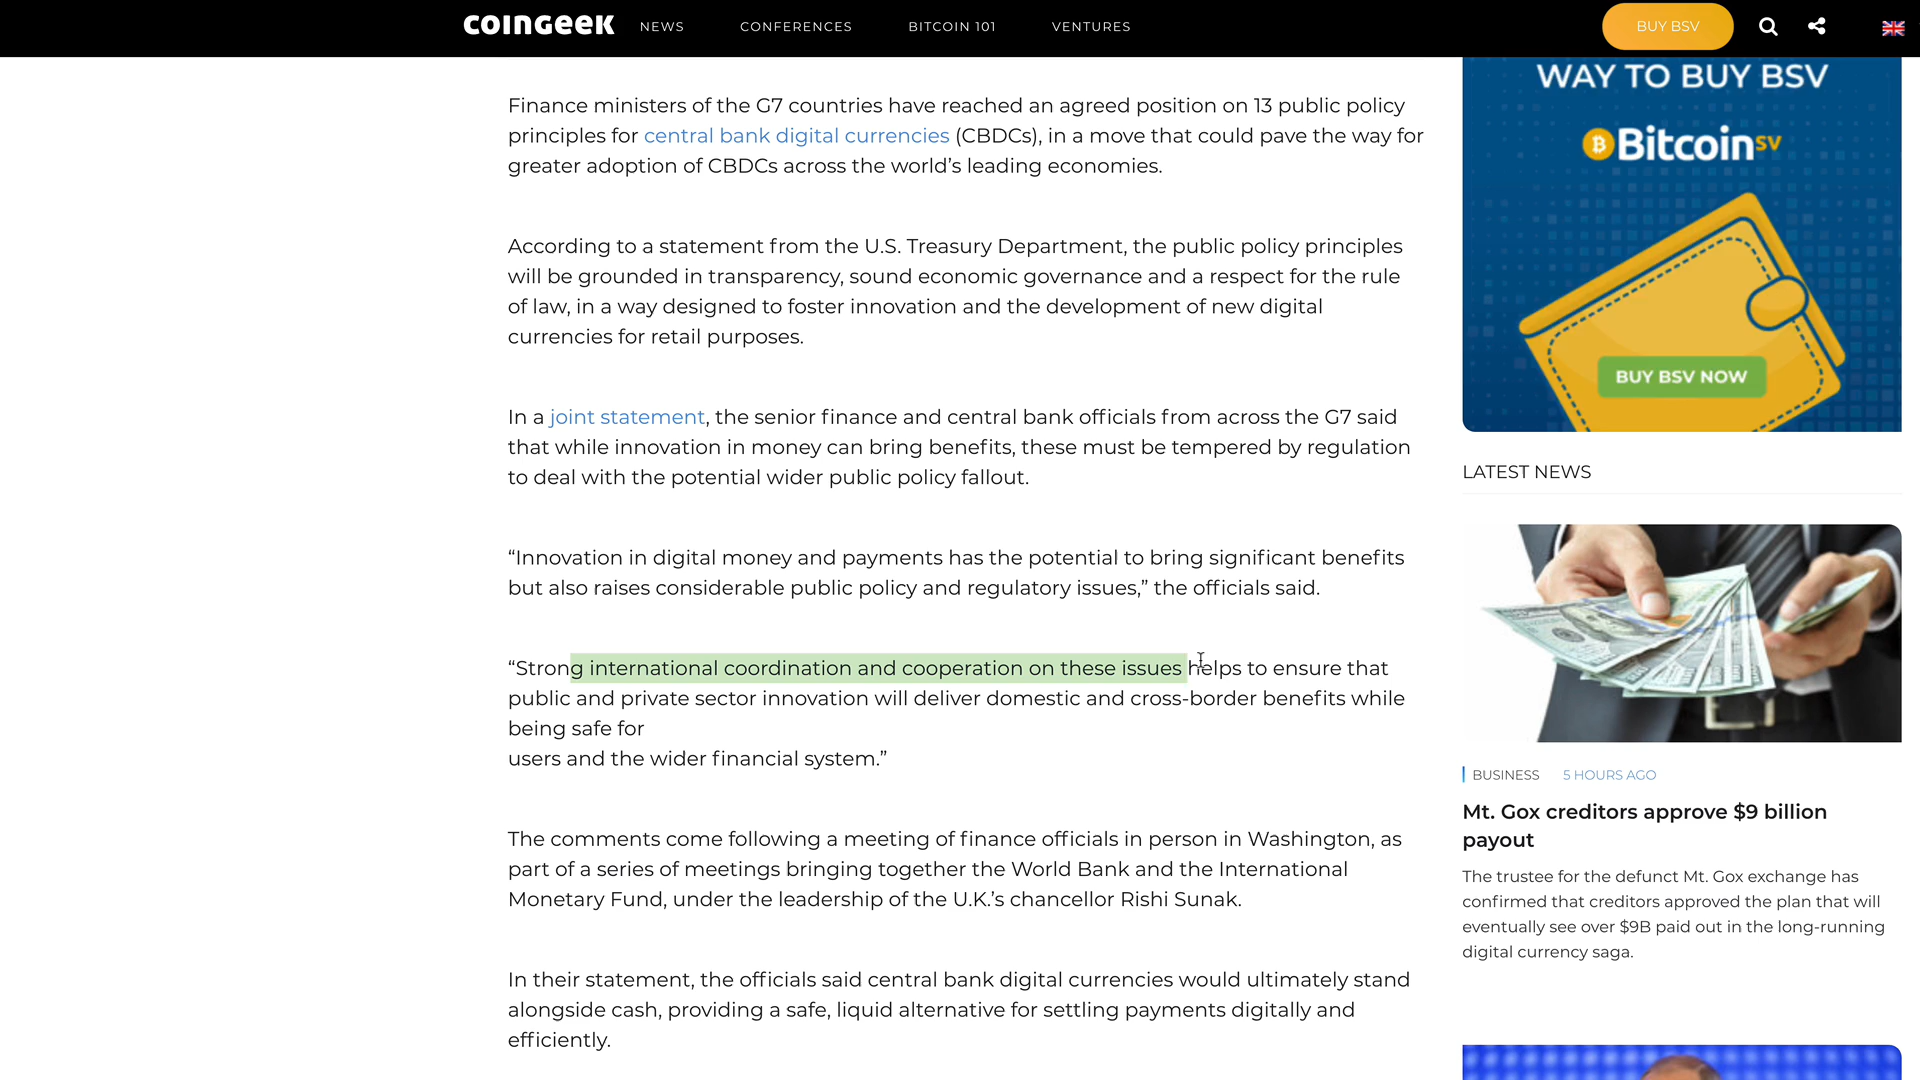 COINGEEK NEWS CONFERENCES BITCOIN 101 VENTURES BUY BSV
Finance ministers of the G7 countries have reached an agreed position on 13 public policy
principles for central bank digital currencies (CBDCs), in a move that could pave the way for
greater adoption of CBDCs across the world’s leading economies.
According to a statement from the U.S. Treasury Department, the public policy principles
will be grounded in transparency, sound economic governance and a respect for the rule
of law, in a way designed to foster innovation and the development of new digital
currencies for retail purposes.
In a joint statement, the senior finance and central bank officials from across the G7 said
that while innovation in money can bring benefits, these must be tempered by regulation
to deal with the potential wider public policy fallout.
“Innovation in digital money and payments has the potential to bring significant benefits
but also raises considerable public policy and regulatory issues,” the officials said.
“Strong international coordination and cooperation on these issues helps to ensure that
public and private sector innovation will deliver domestic and cross-border benefits while
being safe for
users and the wider financial system.”
The comments come following a meeting of finance officials in person in Washington, as
part of a series of meetings bringing together the World Bank and the International
Monetary Fund, under the leadership of the U.K.’s chancellor Rishi Sunak.
In their statement, the officials said central bank digital currencies would ultimately stand
alongside cash, providing a safe, liquid alternative for settling payments digitally and
efficiently.
WAY TO BUY BSV
Bitcoin SV
BUY BSV NOW
LATEST NEWS
BUSINESS 5 HOURS AGO
Mt. Gox creditors approve $9 billion
payout
The trustee for the defunct Mt. Gox exchange has
confirmed that creditors approved the plan that will
eventually see over $9B paid out in the long-running
digital currency saga.